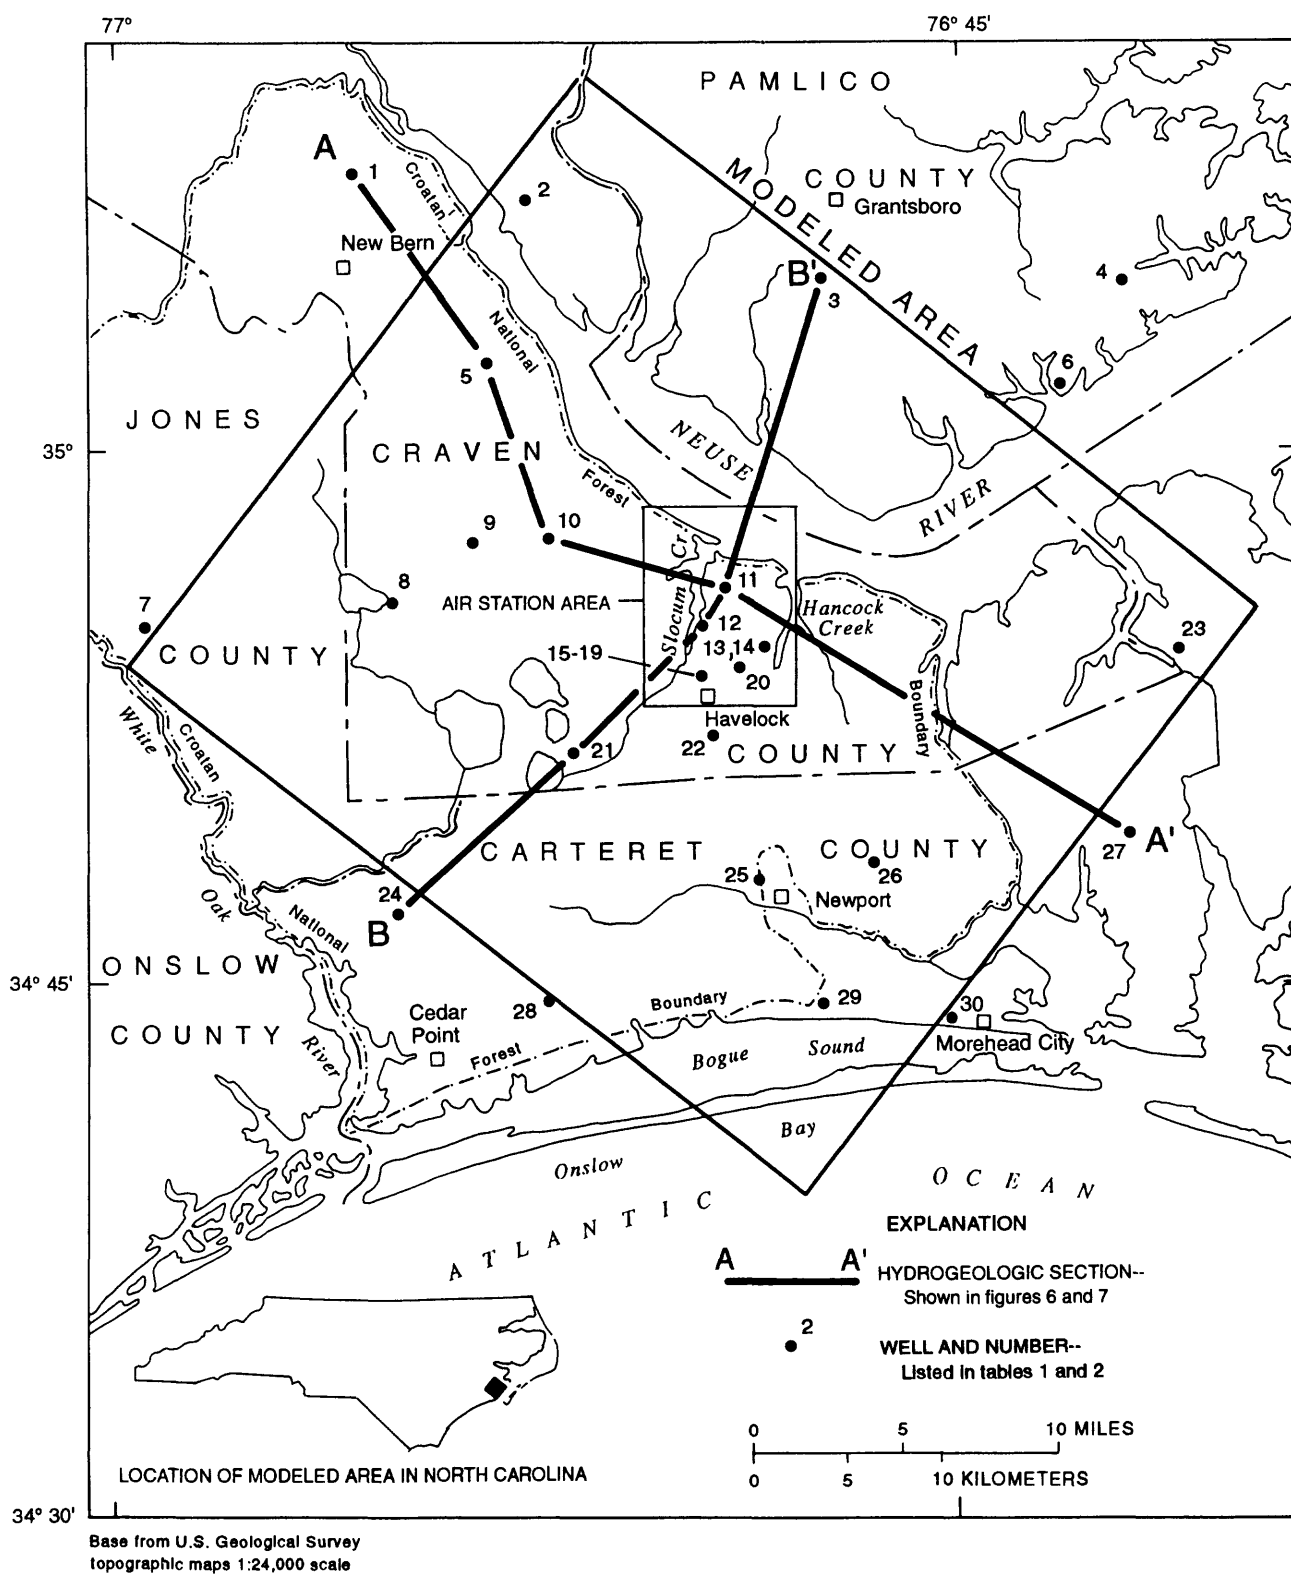 77°
76° 45'
PAMLICO
COUNTY
Grantsboro
MODELED AREA
A
1
2
Croatan
New Bern
B'
3
4
National
5
6
JONES
35°
CRAVEN
NEUSE
RIVER
Forest
9
10
Slocum Cr
11
8
AIR STATION AREA
12
Hancock
Creek
7
13,14
23
COUNTY
15-19
20
Havelock
Boundary
White
Croatan
21
22
COUNTY
CARTERET
COUNTY
27
A'
25
26
24
Newport
Oak
National
B
ONSLOW
34° 45'
28
Boundary
29
30
Cedar
Point
COUNTY
River
Forest
Bogue
Sound
Morehead City
Bay
Onslow
OCEAN
ATLANTIC
EXPLANATION
A A'
HYDROGEOLOGIC SECTION--
Shown in figures 6 and 7
2
WELL AND NUMBER--
Listed in tables 1 and 2
0 5 10 MILES
0 5 10 KILOMETERS
LOCATION OF MODELED AREA IN NORTH CAROLINA
34° 30'
Base from U.S. Geological Survey
topographic maps 1:24,000 scale